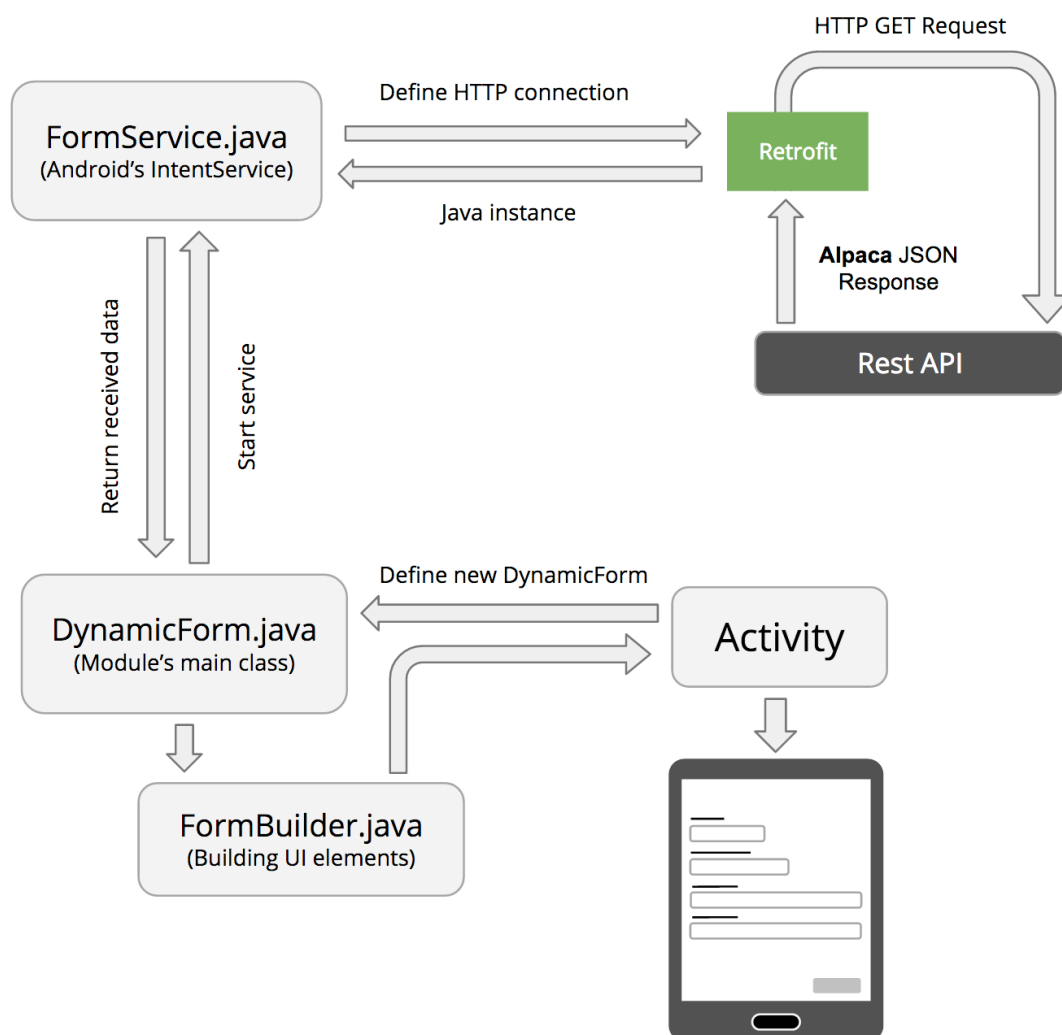 HTTP GET Request
Define HTTP connection
FormService.java
(Android's IntentService)
Retrofit
Java instance
Alpaca JSON
Response
Return received data
Start service
Rest API
Define new DynamicForm
DynamicForm.java
(Module's main class)
Activity
FormBuilder.java
(Building UI elements)